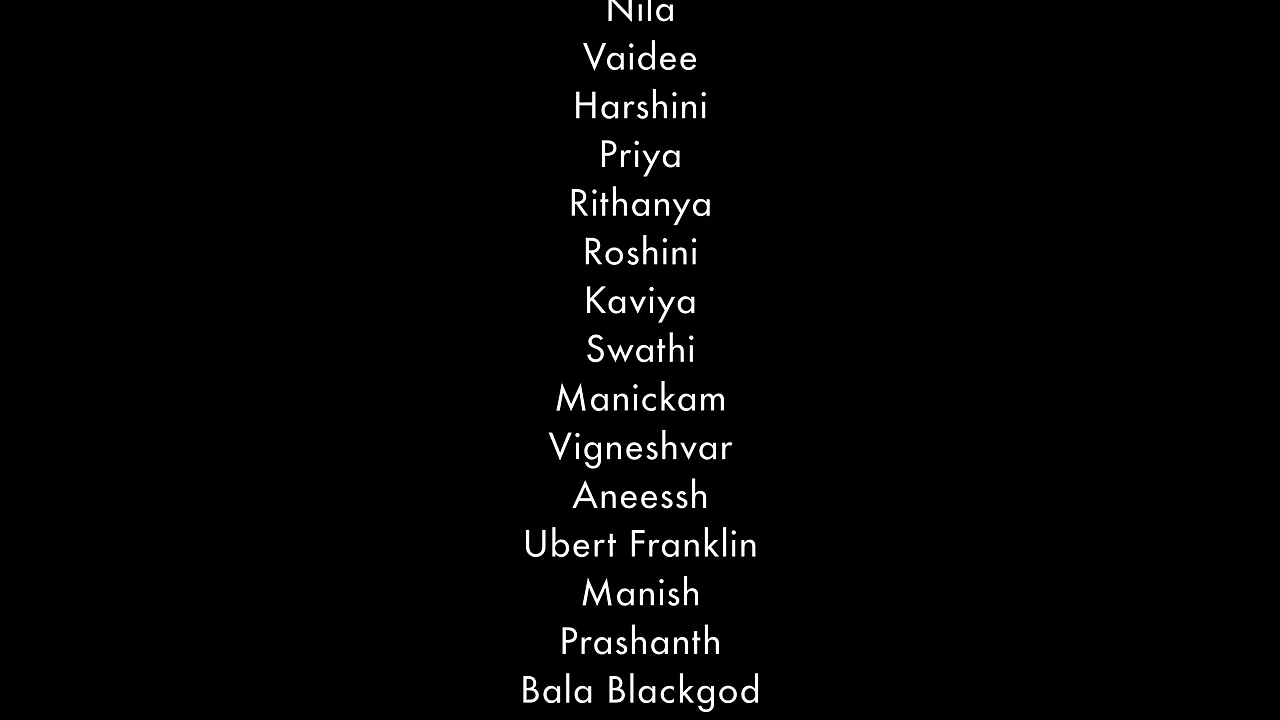 Nila
Vaidee
Harshini
Priya
Rithanya
Roshini
Kaviya
Swathi
Manickam
Vigneshvar
Aneessh
Ubert Franklin
Manish
Prashanth
Bala Blackgod